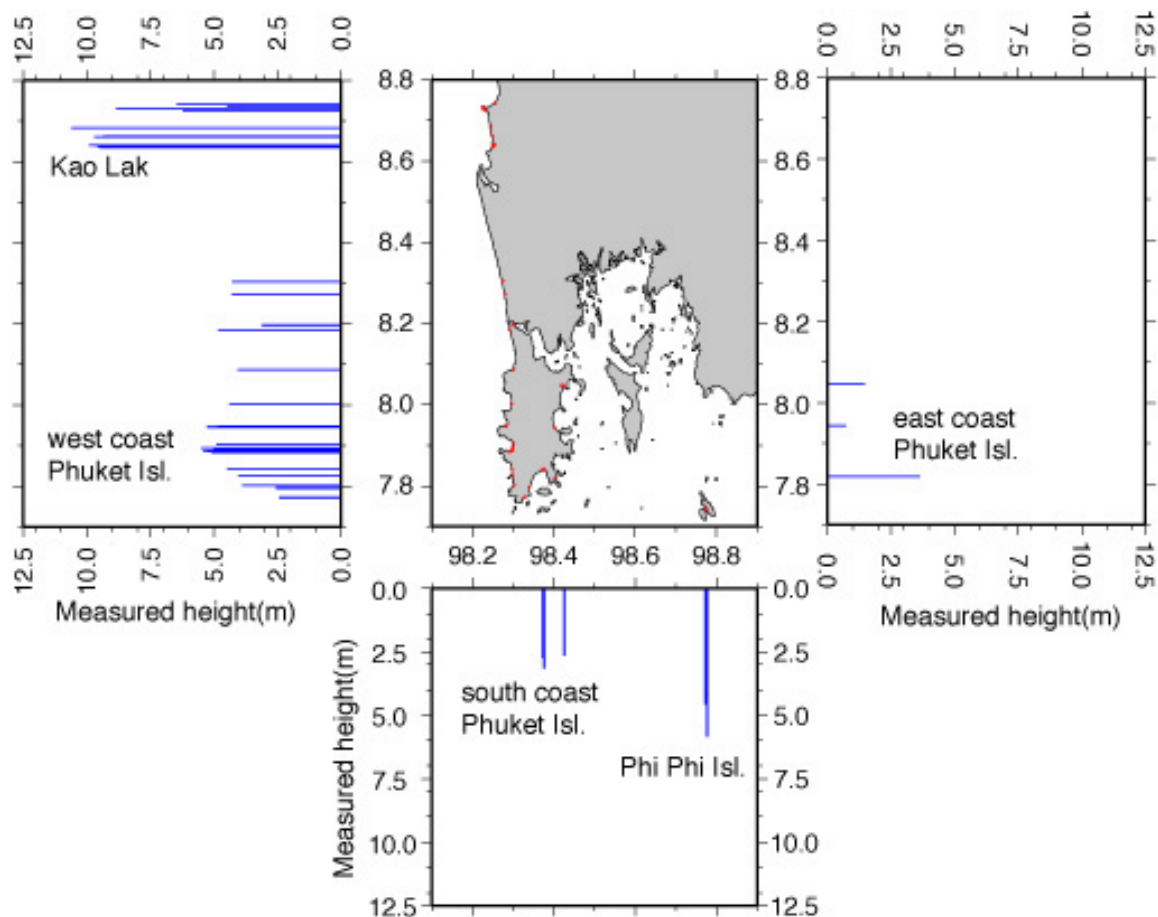 12.5 10.0 7.5 5.0 2.5 0.0
Kao Lak
west coast
Phuket Isl.
12.5 10.0 7.5 5.0 2.5 0.0
Measured height(m)
8.8 8.8
8.6 8.6
8.4 8.4
8.2 8.2
8.0 8.0
7.8 7.8
98.2 98.4 98.6 98.8
0.0 2.5 5.0 7.5 10.0 12.5
east coast
Phuket Isl.
0.0 2.5 5.0 7.5 10.0 12.5
Measured height(m)
Measured height(m)
0.0 0.0
2.5 2.5
south coast
Phuket Isl.
5.0 5.0
Phi Phi Isl.
7.5 7.5
10.0 10.0
12.5 12.5